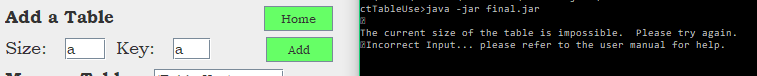 Add a Table
Home
Size: a Key: a
Add
ctTableUse>java -jar final.jar
The current size of the table is impossible.  Please try again.
Incorrect Input... please refer to the user manual for help.